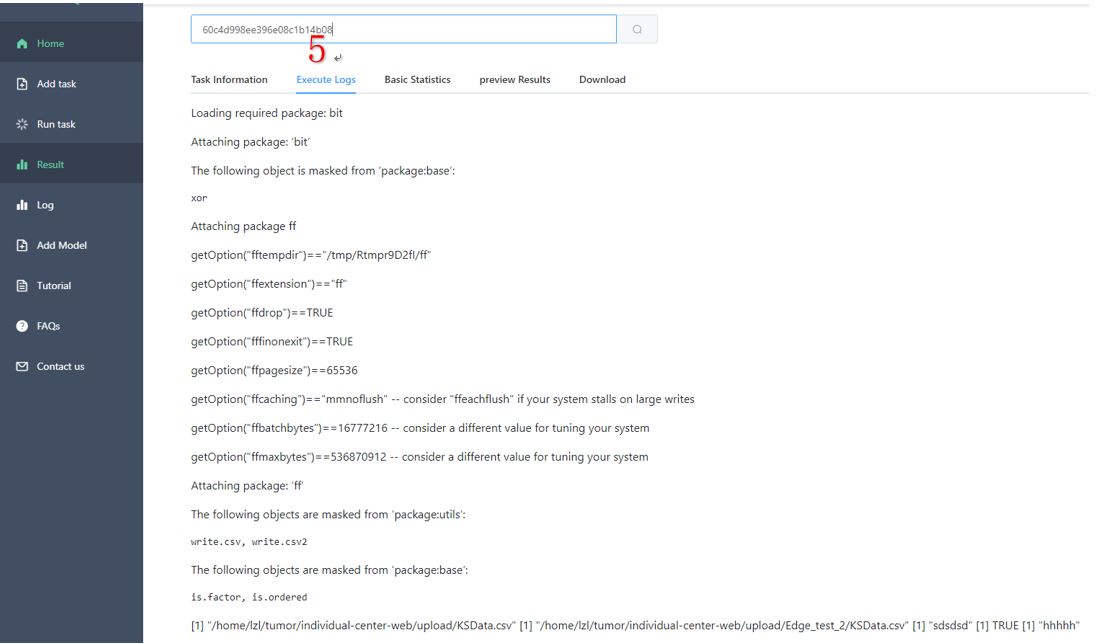 60c4d998ee396e08c1b14b08
5 ↵
Home
Add task
Run task
Result
Log
Add Model
Tutorial
FAQs
Contact us
Task Information Execute Logs Basic Statistics preview Results Download
Loading required package: bit
Attaching package: ‘bit’
The following object is masked from ‘package:base’:
xor
Attaching package ff
getOption("fftempdir")=="/tmp/Rtmpr9D2fI/ff"
getOption("ffextension")=="ff"
getOption("ffdrop")==TRUE
getOption("fffinonexit")==TRUE
getOption("ffpagesize")==65536
getOption("ffcaching")=="mmnoflush" -- consider "ffeachflush" if your system stalls on large writes
getOption("ffbatchbytes")==16777216 -- consider a different value for tuning your system
getOption("ffmaxbytes")==536870912 -- consider a different value for tuning your system
Attaching package: ‘ff’
The following objects are masked from ‘package:utils’:
write.csv, write.csv2
The following objects are masked from ‘package:base’:
is.factor, is.ordered
[1] "/home/lzl/tumor/individual-center-web/upload/KSData.csv" [1] "/home/lzl/tumor/individual-center-web/upload/Edge_test_2/KSData.csv" [1] "sdsdsd" [1] TRUE [1] "hhhhh"